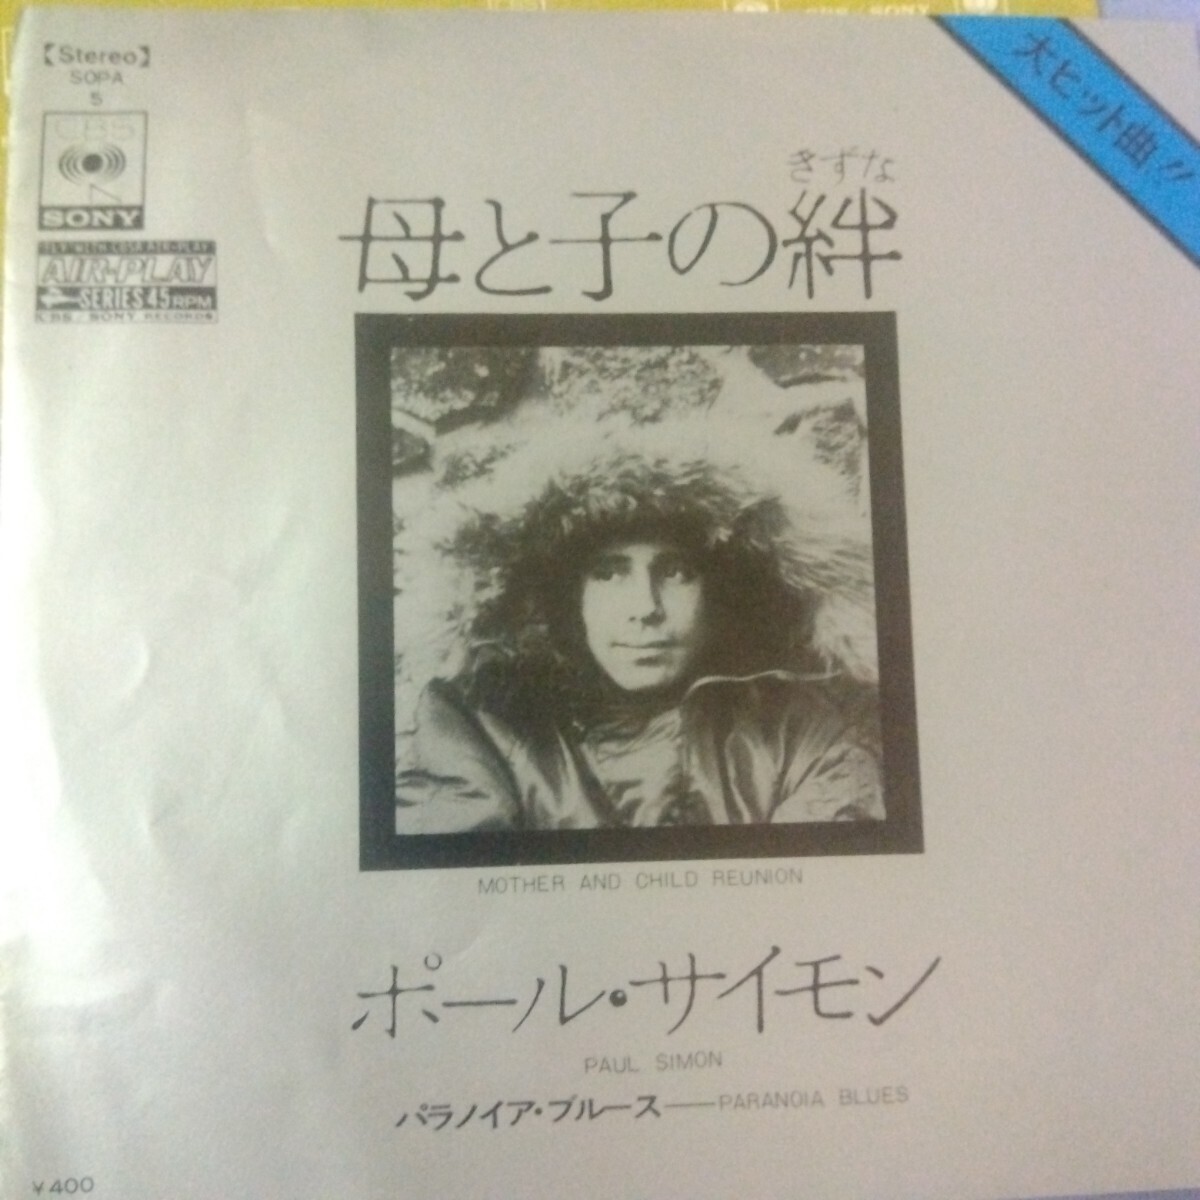 【Stereo】
SOPA
5
CBS
SONY
AIR-PLAY
SERIES 45 RPM
CBS / SONY RECORDS
大ヒット曲!!
きずな
母と子の絆
MOTHER AND CHILD REUNION
ポール・サイモン
PAUL SIMON
パラノイア・ブルース──PARANOIA BLUES
¥400